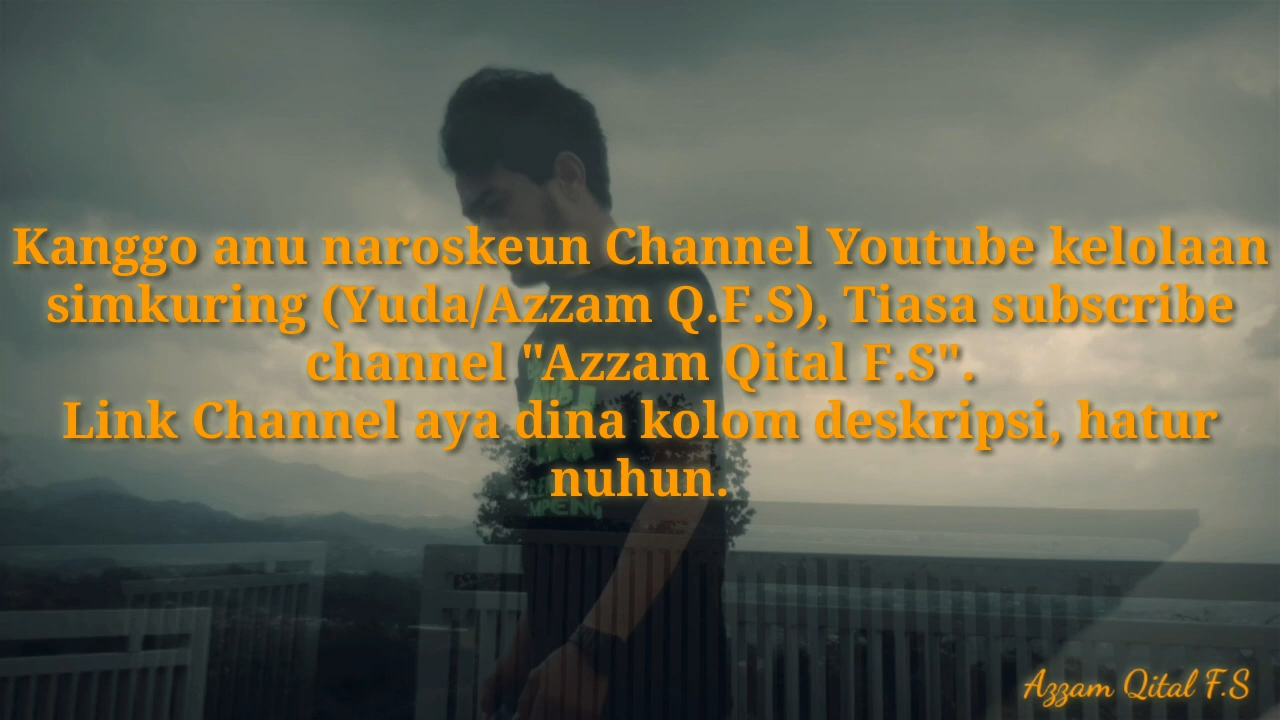 Kanggo anu naroskeun Channel Youtube kelolaan
simkuring (Yuda/Azzam Q.F.S), Tiasa subscribe
channel "Azzam Qital F.S".
Link Channel aya dina kolom deskripsi, hatur
nuhun.
Azzam Qital F.S